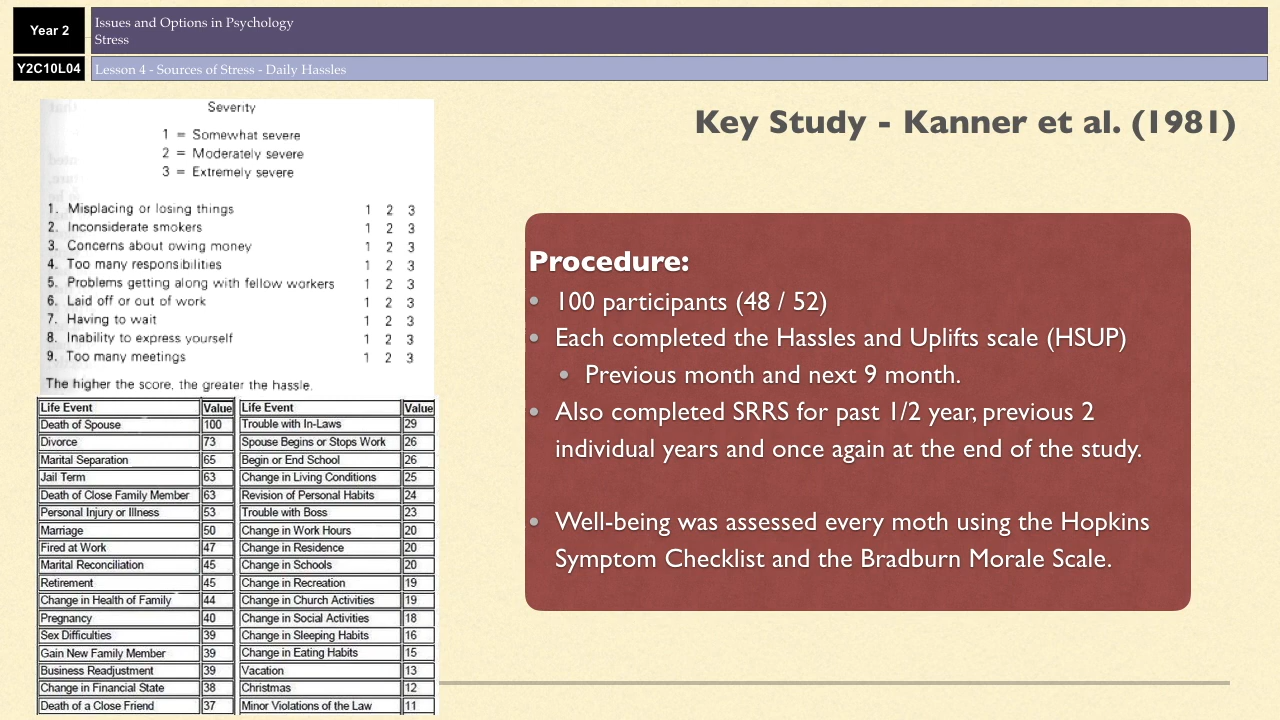 Year 2
Issues and Options in Psychology
Stress
Y2C10L04
Lesson 4 - Sources of Stress - Daily Hassles
Severity
1 = Somewhat severe
2 = Moderately severe
3 = Extremely severe
1. Misplacing or losing things 1 2 3
2. Inconsiderate smokers 1 2 3
3. Concerns about owing money 1 2 3
4. Too many responsibilities 1 2 3
5. Problems getting along with fellow workers 1 2 3
6. Laid off or out of work 1 2 3
7. Having to wait 1 2 3
8. Inability to express yourself 1 2 3
9. Too many meetings 1 2 3
The higher the score, the greater the hassle.
Life Event Value Life Event Value
Death of Spouse 100 Trouble with In-Laws 29
Divorce 73 Spouse Begins or Stops Work 26
Marital Separation 65 Begin or End School 26
Jail Term 63 Change in Living Conditions 25
Death of Close Family Member 63 Revision of Personal Habits 24
Personal Injury or Illness 53 Trouble with Boss 23
Marriage 50 Change in Work Hours 20
Fired at Work 47 Change in Residence 20
Marital Reconciliation 45 Change in Schools 20
Retirement 45 Change in Recreation 19
Change in Health of Family 44 Change in Church Activities 19
Pregnancy 40 Change in Social Activities 18
Sex Difficulties 39 Change in Sleeping Habits 16
Gain New Family Member 39 Change in Eating Habits 15
Business Readjustment 39 Vacation 13
Change in Financial State 38 Christmas 12
Death of a Close Friend 37 Minor Violations of the Law 11
Key Study - Kanner et al. (1981)
Procedure:
• 100 participants (48 / 52)
• Each completed the Hassles and Uplifts scale (HSUP)
• Previous month and next 9 month.
• Also completed SRRS for past 1/2 year, previous 2
individual years and once again at the end of the study.
• Well-being was assessed every moth using the Hopkins
Symptom Checklist and the Bradburn Morale Scale.